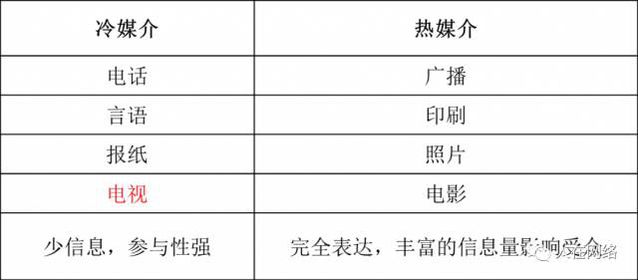 冷媒介 热媒介
电话 广播
言语 印刷
报纸 照片
电视 电影
少信息，参与性强 完全表达，丰富的信息量影响受众
在网络